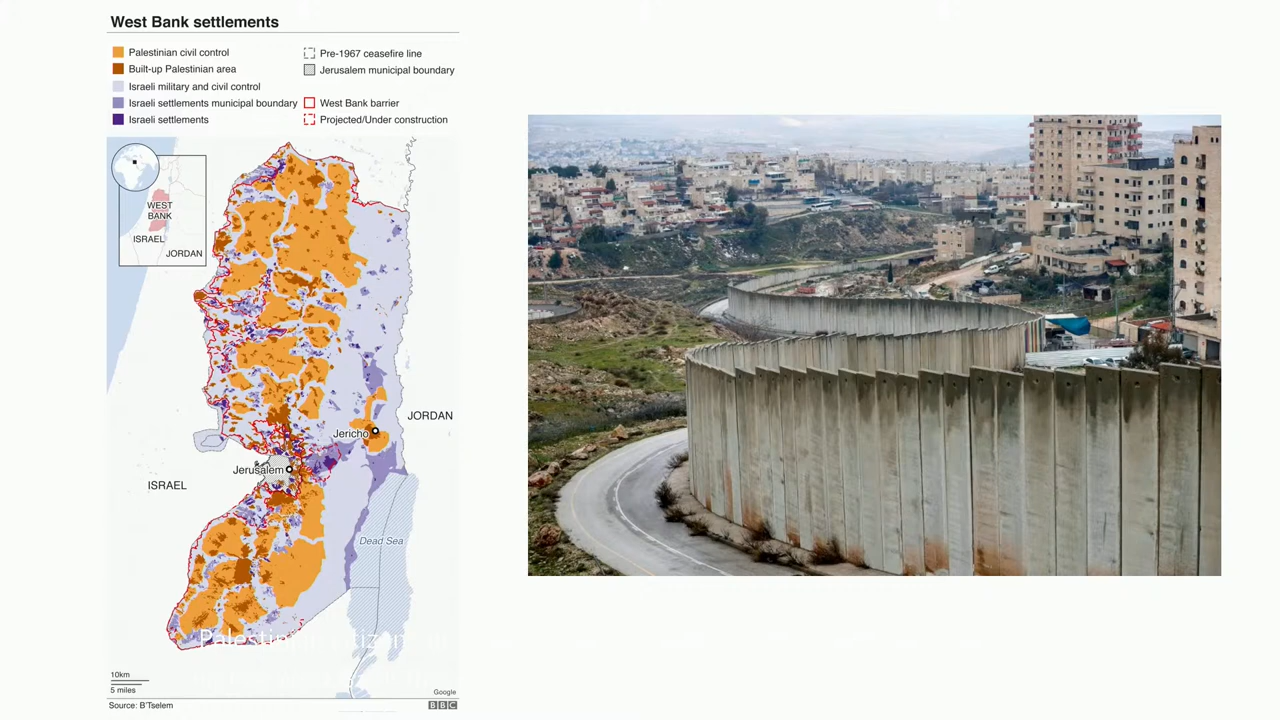 West Bank settlements
Palestinian civil control
Built-up Palestinian area
Israeli military and civil control
Israeli settlements municipal boundary
Israeli settlements
Pre-1967 ceasefire line
Jerusalem municipal boundary
West Bank barrier
Projected/Under construction
WEST
BANK
ISRAEL
JORDAN
JORDAN
Jericho
Jerusalem
ISRAEL
Dead Sea
10km
5 miles
Google
Source: B'Tselem
BBC